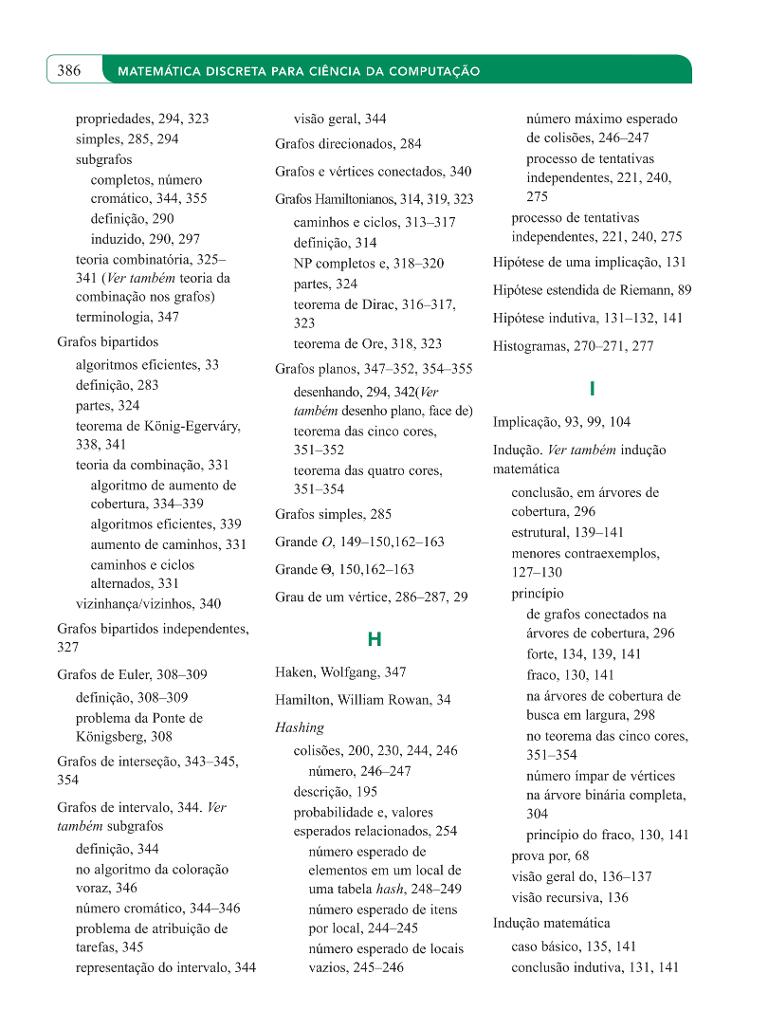 386
MATEMÁTICA DISCRETA PARA CIÊNCIA DA COMPUTAÇÃO
propriedades, 294, 323
simples, 285, 294
subgrafos
completos, número
cromático, 344, 355
definição, 290
induzido, 290, 297
teoria combinatória, 325–
341 (Ver também teoria da
combinação nos grafos)
terminologia, 347
Grafos bipartidos
algoritmos eficientes, 33
definição, 283
partes, 324
teorema de König-Egerváry,
338, 341
teoria da combinação, 331
algoritmo de aumento de
cobertura, 334–339
algoritmos eficientes, 339
aumento de caminhos, 331
caminhos e ciclos
alternados, 331
vizinhança/vizinhos, 340
Grafos bipartidos independentes,
327
Grafos de Euler, 308–309
definição, 308–309
problema da Ponte de
Königsberg, 308
Grafos de interseção, 343–345,
354
Grafos de intervalo, 344. Ver
também subgrafos
definição, 344
no algoritmo da coloração
voraz, 346
número cromático, 344–346
problema de atribuição de
tarefas, 345
representação do intervalo, 344
visão geral, 344
Grafos direcionados, 284
Grafos e vértices conectados, 340
Grafos Hamiltonianos, 314, 319, 323
caminhos e ciclos, 313–317
definição, 314
NP completos e, 318–320
partes, 324
teorema de Dirac, 316–317,
323
teorema de Ore, 318, 323
Grafos planos, 347–352, 354–355
desenhando, 294, 342(Ver
também desenho plano, face de)
teorema das cinco cores,
351–352
teorema das quatro cores,
351–354
Grafos simples, 285
Grande O, 149–150,162–163
Grande Θ, 150,162–163
Grau de um vértice, 286–287, 29
H
Haken, Wolfgang, 347
Hamilton, William Rowan, 34
Hashing
colisões, 200, 230, 244, 246
número, 246–247
descrição, 195
probabilidade e, valores
esperados relacionados, 254
número esperado de
elementos em um local de
uma tabela hash, 248–249
número esperado de itens
por local, 244–245
número esperado de locais
vazios, 245–246
número máximo esperado
de colisões, 246–247
processo de tentativas
independentes, 221, 240,
275
processo de tentativas
independentes, 221, 240, 275
Hipótese de uma implicação, 131
Hipótese estendida de Riemann, 89
Hipótese indutiva, 131–132, 141
Histogramas, 270–271, 277
I
Implicação, 93, 99, 104
Indução. Ver também indução
matemática
conclusão, em árvores de
cobertura, 296
estrutural, 139–141
menores contraexemplos,
127–130
princípio
de grafos conectados na
árvores de cobertura, 296
forte, 134, 139, 141
fraco, 130, 141
na árvores de cobertura de
busca em largura, 298
no teorema das cinco cores,
351–354
número ímpar de vértices
na árvore binária completa,
304
princípio do fraco, 130, 141
prova por, 68
visão geral do, 136–137
visão recursiva, 136
Indução matemática
caso básico, 135, 141
conclusão indutiva, 131, 141